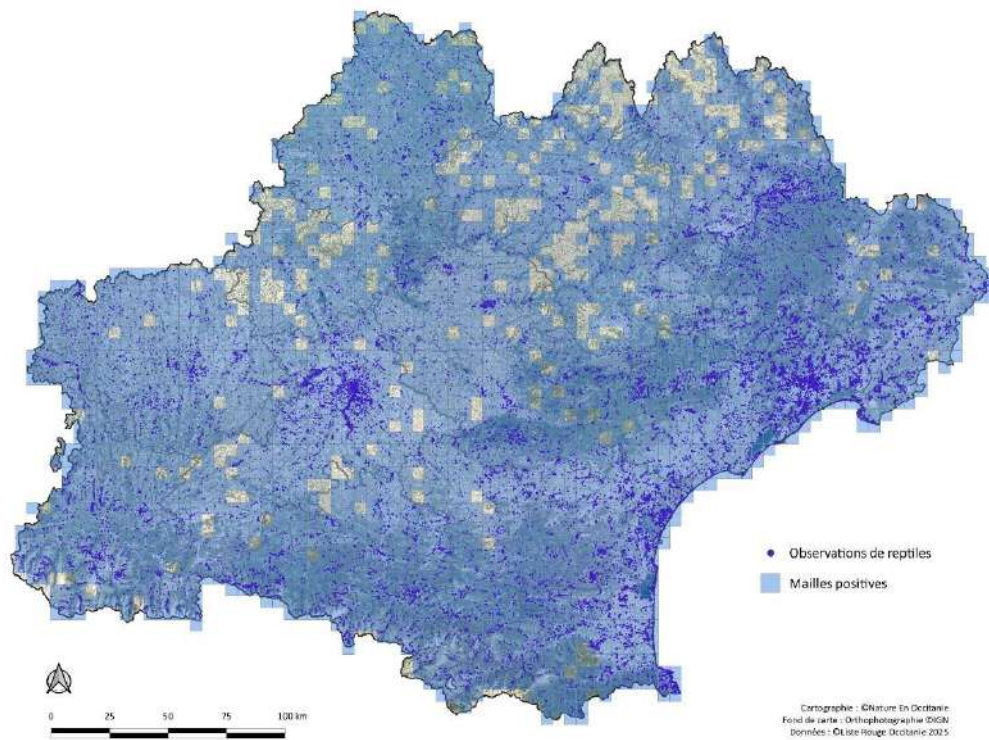 Observations de reptiles
Mailles positives
0 25 50 75 100 km
Cartographie : ©Nature En Occitanie
Fond de carte : Orthophotographie ©IGN
Données : ©Liste Rouge Occitanie 2025